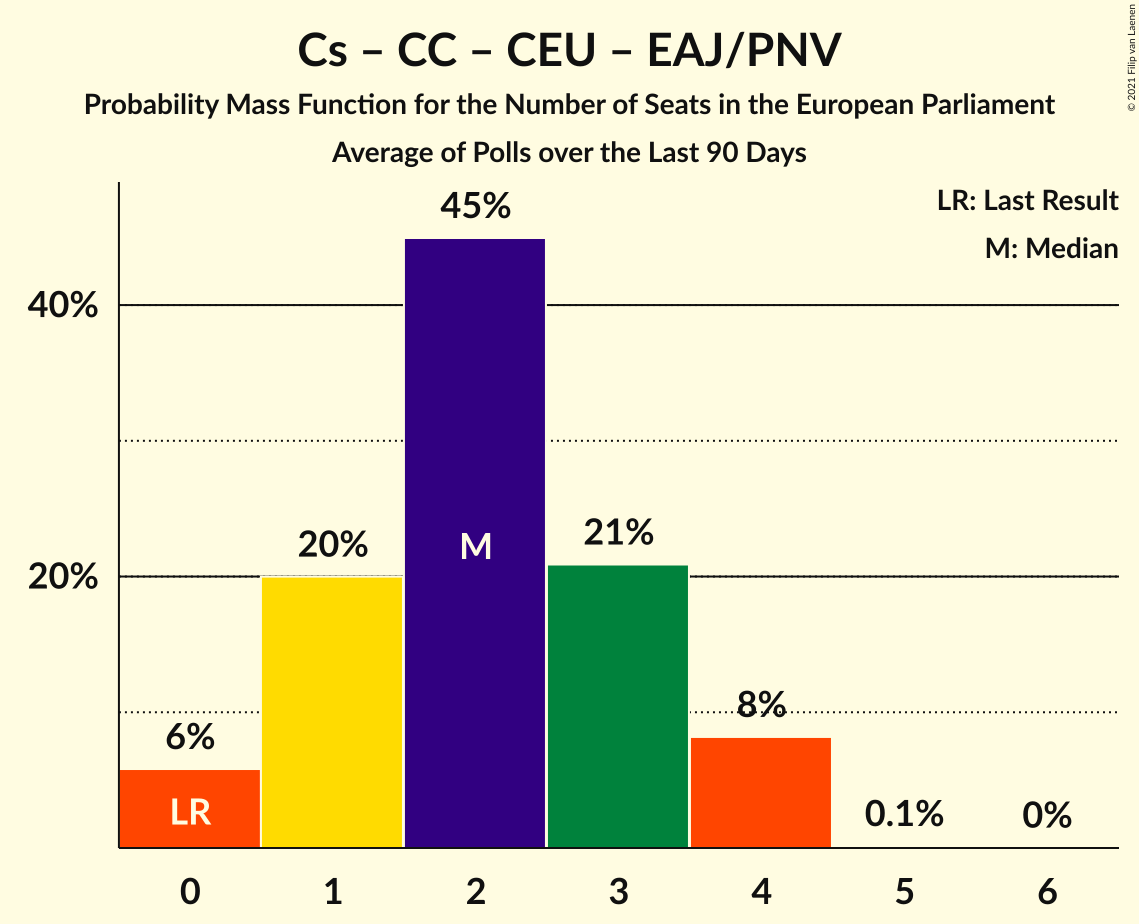 Cs – CC – CEU – EAJ/PNV
Probability Mass Function for the Number of Seats in the European Parliament
Average of Polls over the Last 90 Days
© 2021 Filip van Laenen
LR: Last Result
M: Median
45%
40%
20%
21%
M
20%
8%
6%
LR
0.1%
0%
0 1 2 3 4 5 6